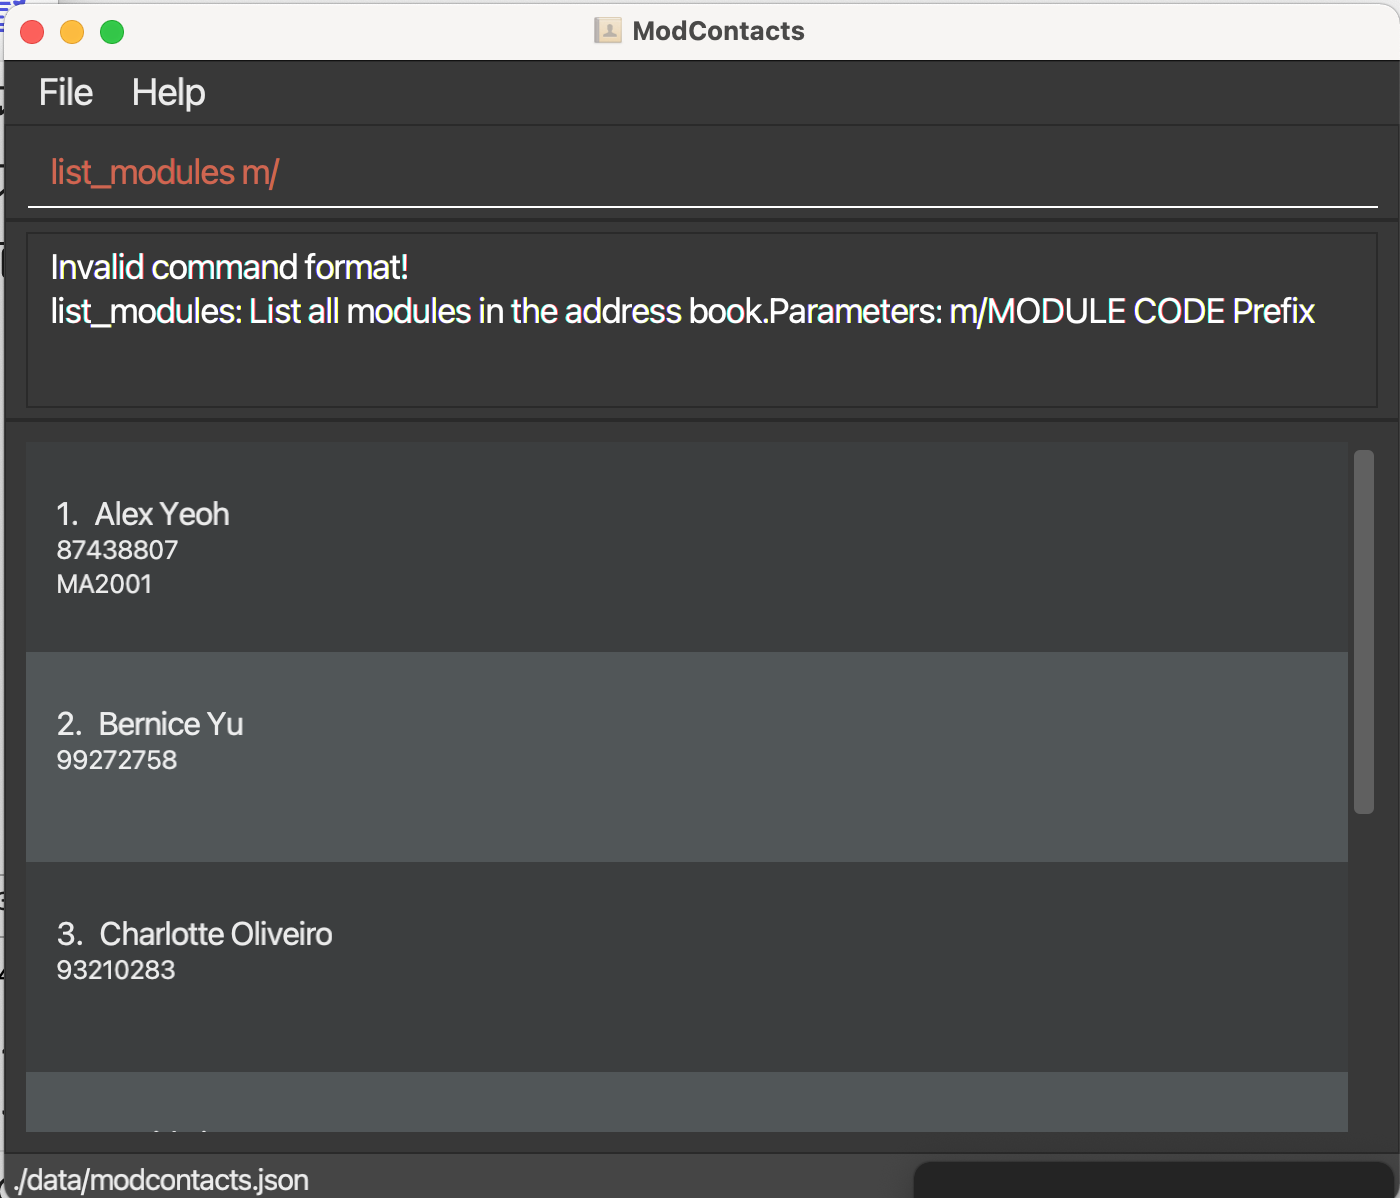 ModContacts
File Help
list_modules m/
Invalid command format!
list_modules: List all modules in the address book.Parameters: m/MODULE CODE Prefix
1. Alex Yeoh
87438807
MA2001
2. Bernice Yu
99272758
3. Charlotte Oliveiro
93210283
./data/modcontacts.json